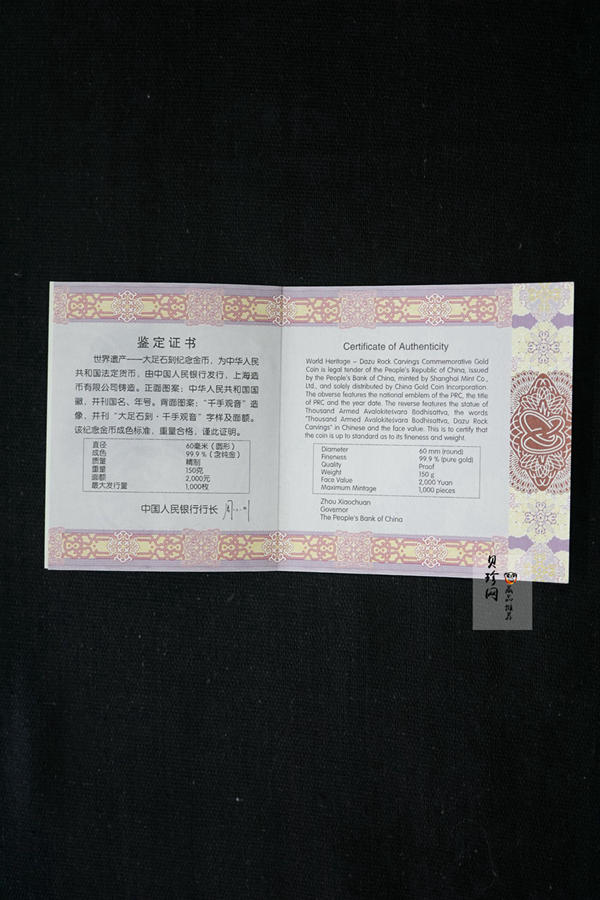 鉴定证书
世界遗产——大足石刻纪念金币，为中华人民
共和国法定货币，由中国人民银行发行，上海造
币有限公司铸造。正面图案：中华人民共和国国
徽，并刊国名、年号。背面图案：“千手观音”造
像，并刊“大足石刻·千手观音”字样及面额。
该纪念金币成色标准，重量合格，谨此证明。
直径 60毫米（圆形）
成色 99.9％（含纯金）
质量 精制
重量 150克
面额 2,000元
最大发行量 1,000枚
中国人民银行行长
Certificate of Authenticity
World Heritage – Dazu Rock Carvings Commemorative Gold
Coin is legal tender of the People's Republic of China, issued
by the People's Bank of China, minted by Shanghai Mint Co.,
Ltd., and solely distributed by China Gold Coin Incorporation.
The obverse features the national emblem of the PRC, the title
of PRC and the year date. The reverse features the statue of
Thousand Armed Avalokitesvara Bodhisattva, the words
"Thousand Armed Avalokitesvara Bodhisattva, Dazu Rock
Carvings" in Chinese and the face value. This is to certify that
the coin is up to standard as to its fineness and weight.
Diameter 60 mm (round)
Fineness 99.9 % (pure gold)
Quality Proof
Weight 150 g
Face Value 2,000 Yuan
Maximum Mintage 1,000 pieces
Zhou Xiaochuan
Governor
The People's Bank of China
贝珍网
藏品推荐